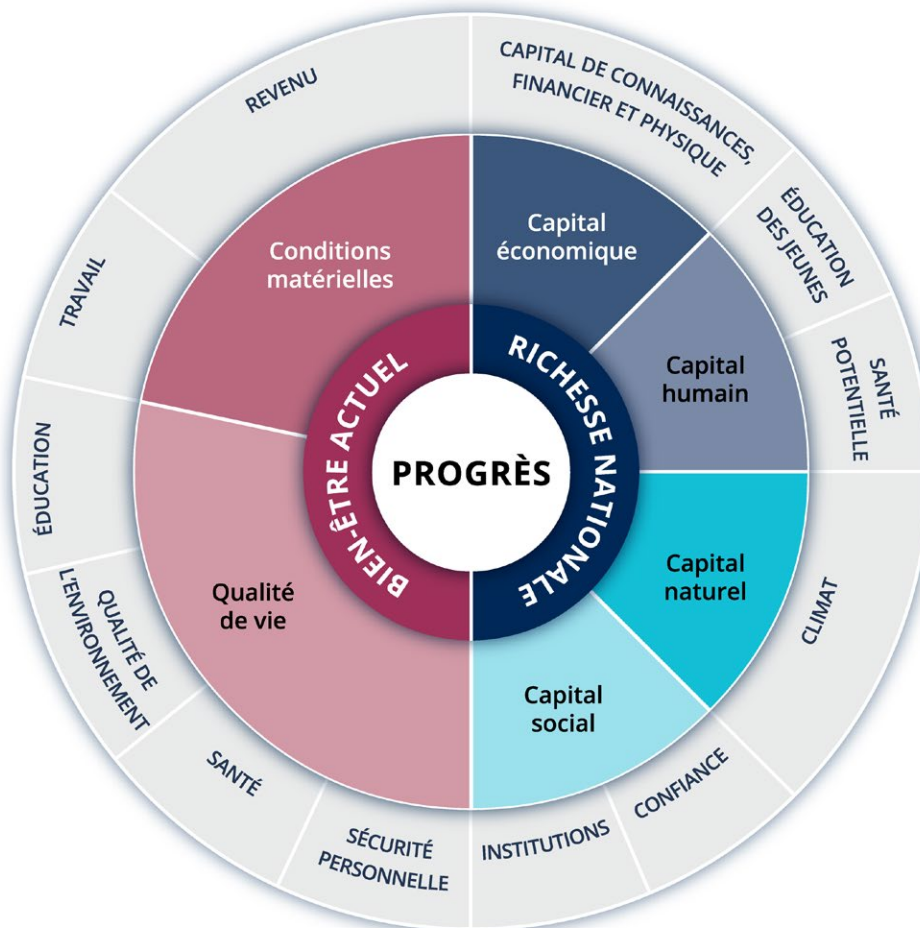 PROGRÈS
BIEN-ÊTRE ACTUEL
RICHESSE NATIONALE
Conditions
matérielles
Qualité
de vie
Capital
économique
Capital
humain
Capital
naturel
Capital
social
REVENU
TRAVAIL
ÉDUCATION
QUALITÉ DE
L'ENVIRONNEMENT
SANTÉ
SÉCURITÉ
PERSONNELLE
CAPITAL DE CONNAISSANCES,
FINANCIER ET PHYSIQUE
ÉDUCATION
DES JEUNES
SANTÉ
POTENTIELLE
CLIMAT
CONFIANCE
INSTITUTIONS